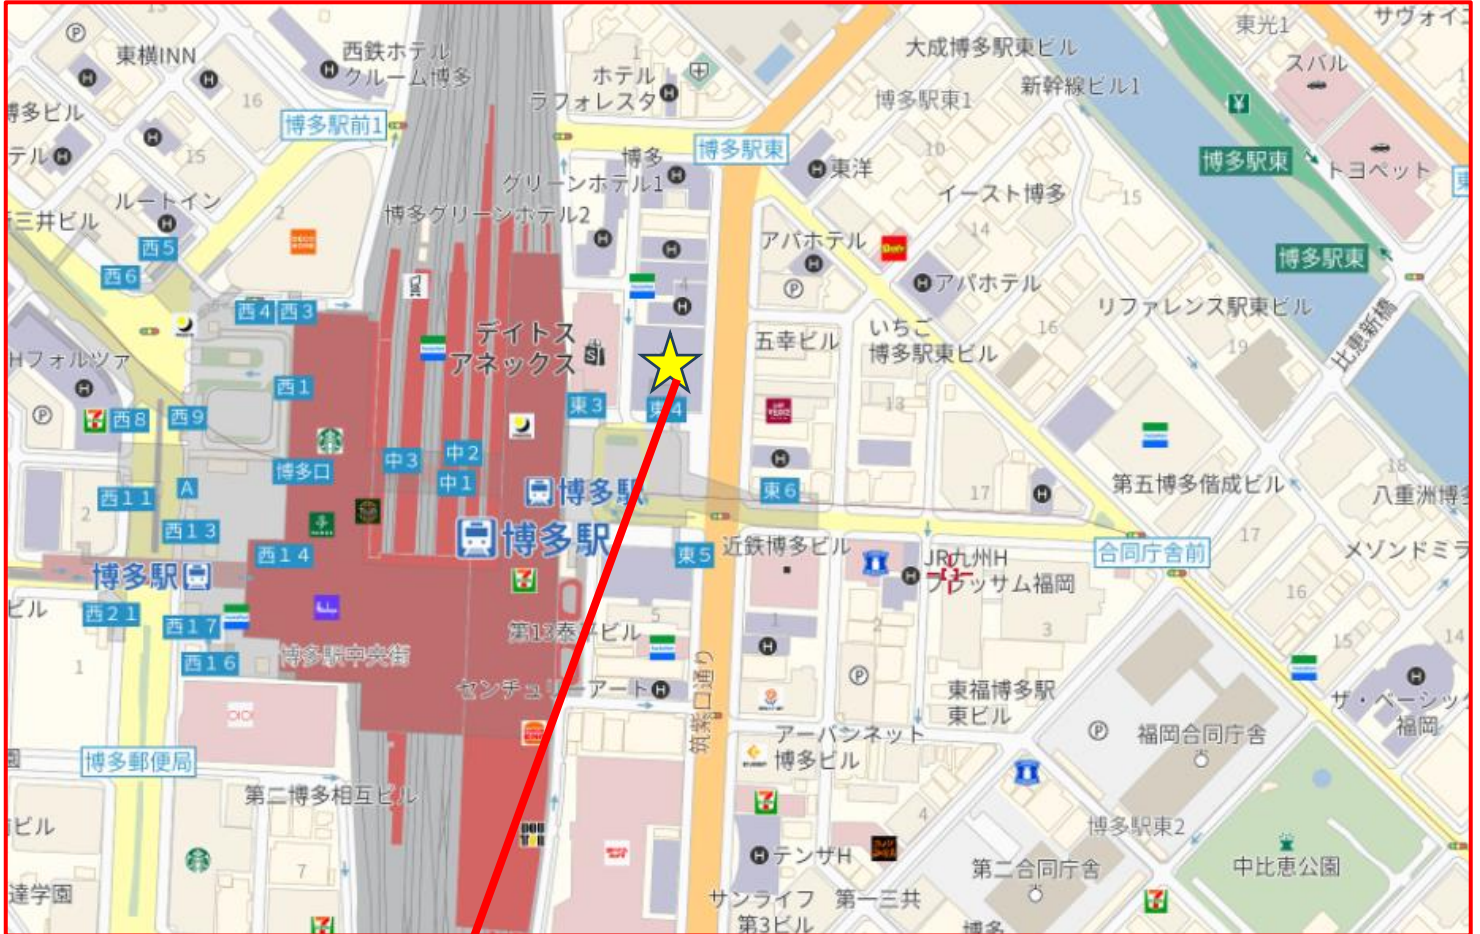 東光1
サヴォイ
大成博多駅東ビル
東横INN
西鉄ホテル
クルーム博多
1
ホテル
ラフォレスタ
スバル
新幹線ビル1
16
博多駅東1
博多ビル
博多駅前1
博多駅東
10
博多駅東
トヨペット
15
テル
博多
グリーンホテル1
東洋
イースト博多
15
ルートイン
2
博多グリーンホテル2
三井ビル
14
アパホテル
西5
博多駅東
西6
4
アパホテル
リファレンス駅東ビル
西4
西3
デイトス
アネックス
五幸ビル
いちご
博多駅東ビル
16
19
比恵新橋
Hフォルツァ
西1
東3
東4
13
西8
西9
中3
中2
中1
博多口
博多駅
東6
17
第五博多偕成ビル
18
八重洲博多
西11
A
2
西13
博多駅
17
西14
東5
近鉄博多ビル
JR九州H
ブラッサム福岡
合同庁舎前
メゾンドミラ
博多駅
16
ビル
西21
西17
5
1
2
3
15
14
第13泰平ビル
西16
博多駅中央街
1
センチュリーアート
筑紫口通り
東福博多駅
東ビル
ザ・ベーシック
福岡
アーバンネット
博多ビル
福岡合同庁舎
博多郵便局
第二博多相互ビル
4
博多駅東2
ビル
テンザH
第二合同庁舎
中比恵公園
7
達学園
サンライフ
第3ビル
第一三共
博多